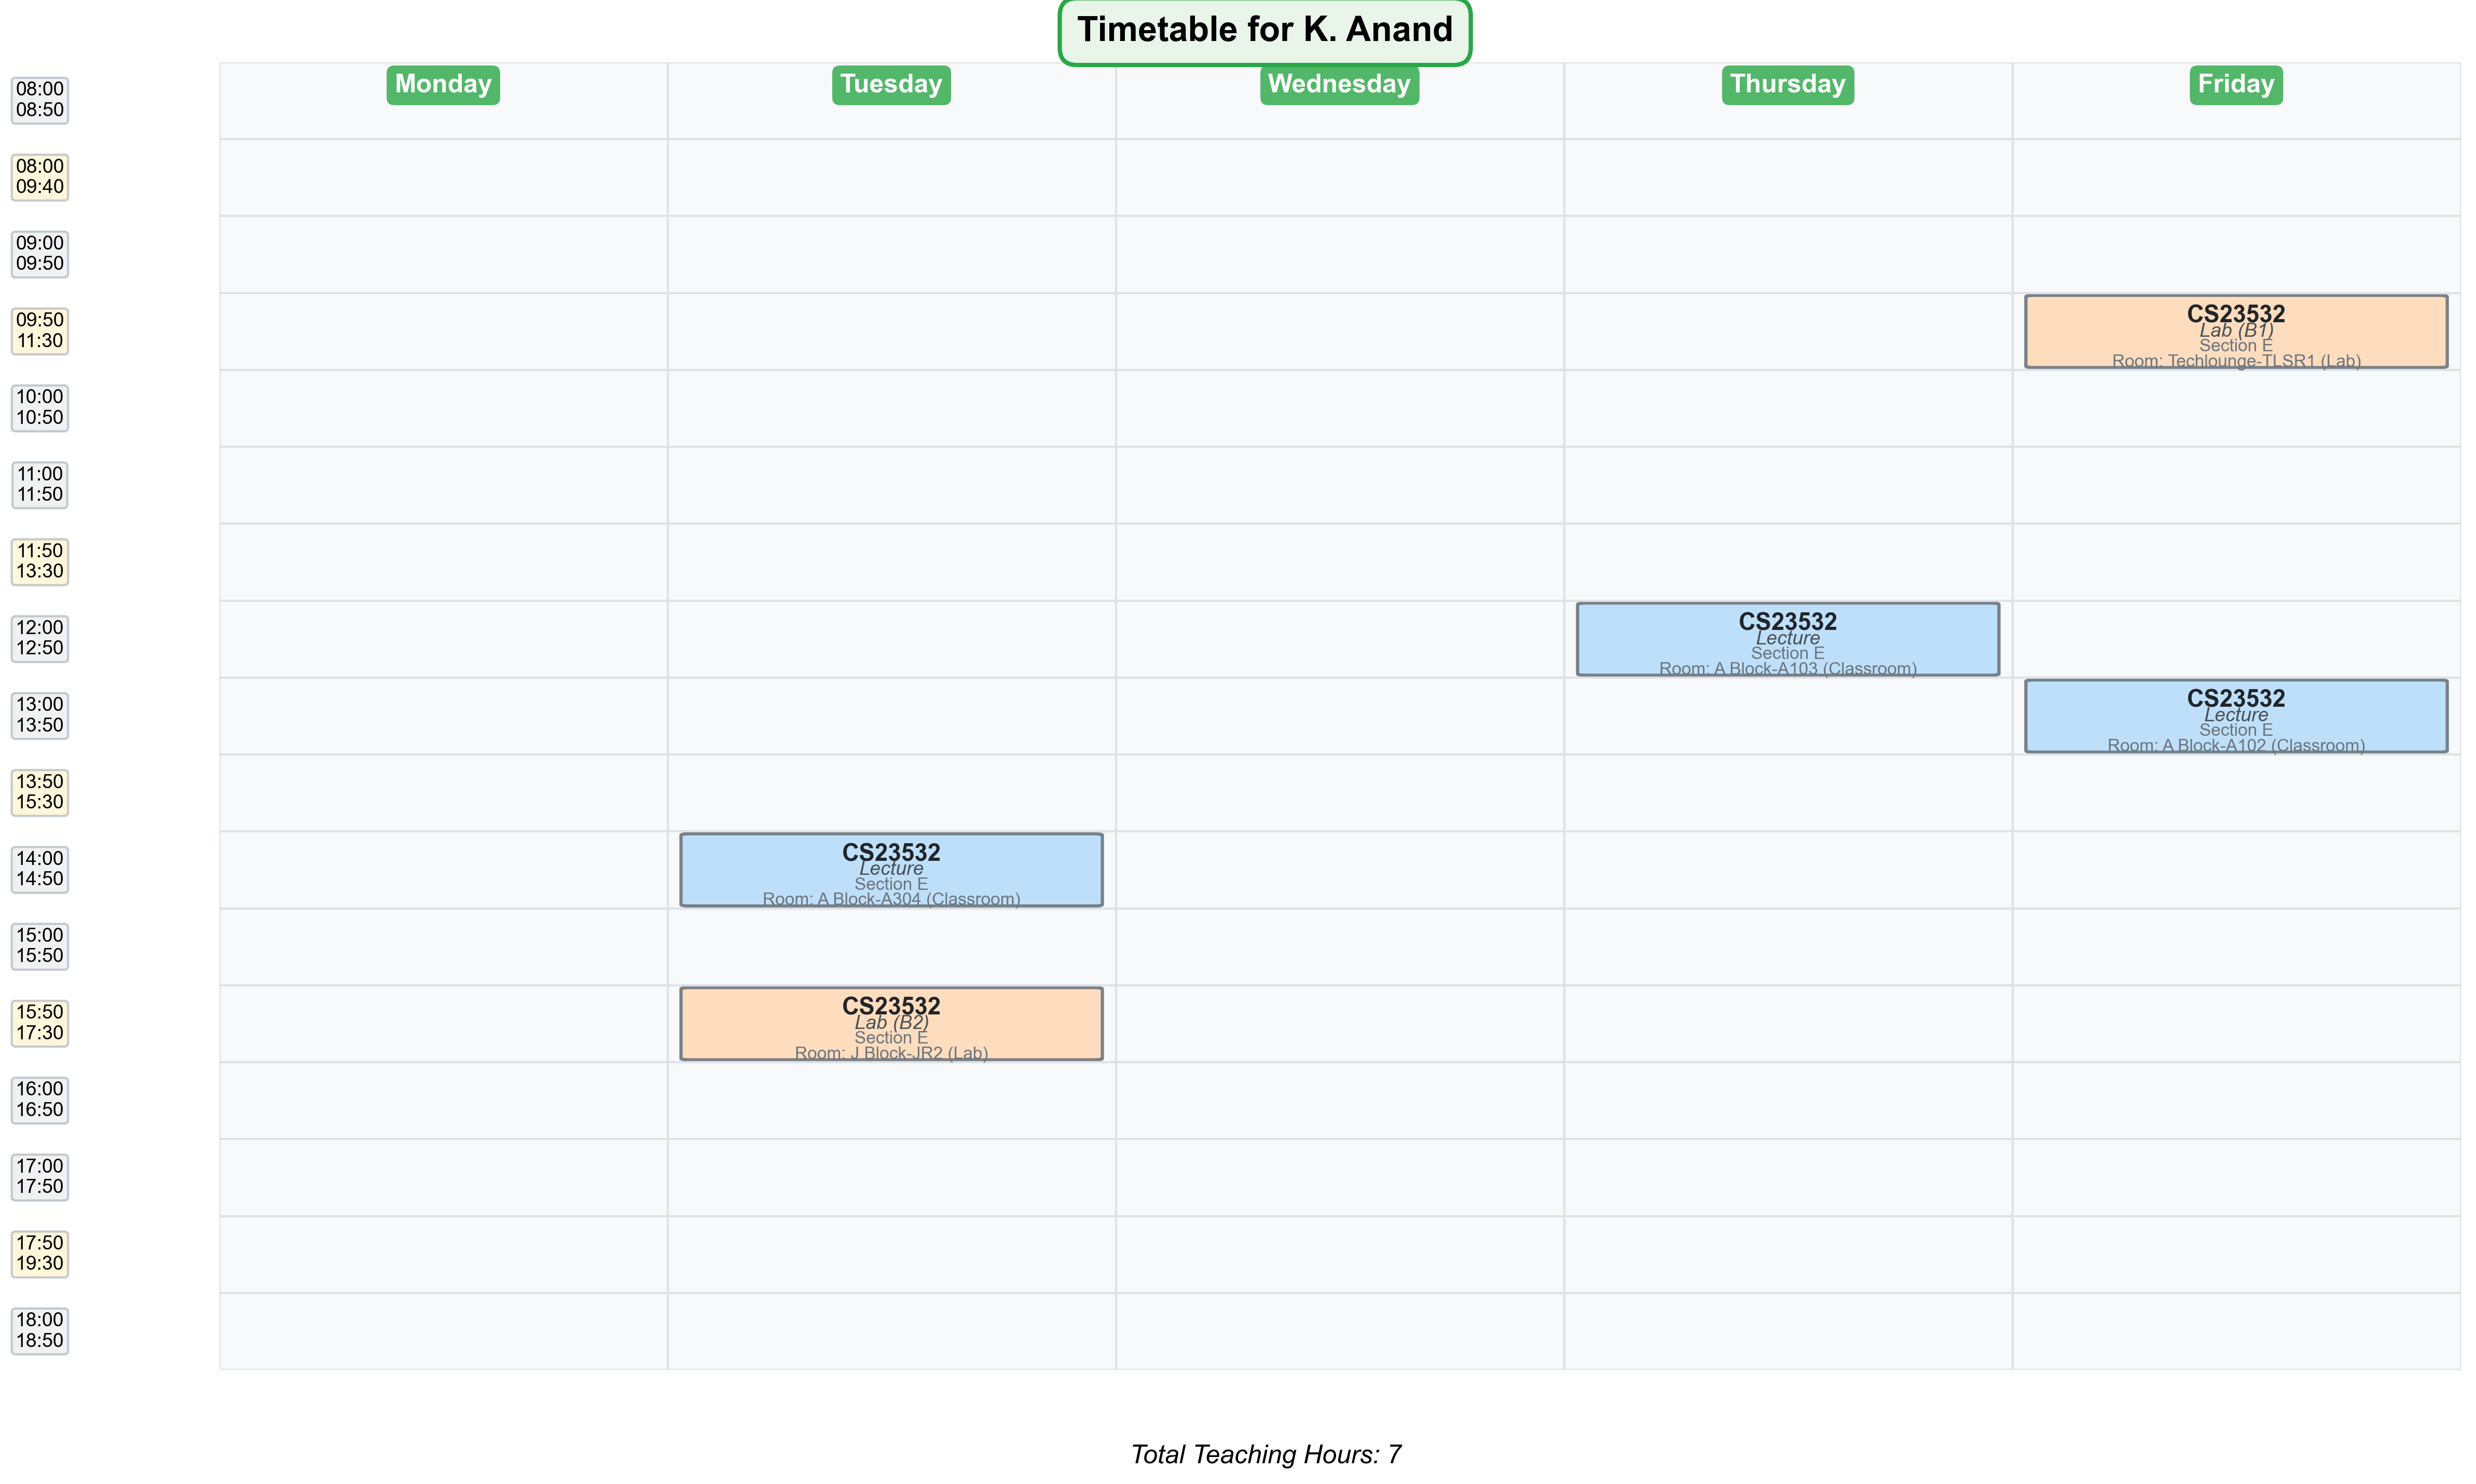 Timetable for K. Anand
Monday
Tuesday
Wednesday
Thursday
Friday
08:00
08:50
08:00
09:40
09:00
09:50
09:50
11:30
CS23532
Lab (B1)
Section E
Room: Techlounge-TLSR1 (Lab)
10:00
10:50
11:00
11:50
11:50
13:30
12:00
12:50
CS23532
Lecture
Section E
Room: A Block-A103 (Classroom)
13:00
13:50
CS23532
Lecture
Section E
Room: A Block-A102 (Classroom)
13:50
15:30
14:00
14:50
CS23532
Lecture
Section E
Room: A Block-A304 (Classroom)
15:00
15:50
15:50
17:30
CS23532
Lab (B2)
Section E
Room: J Block-JR2 (Lab)
16:00
16:50
17:00
17:50
17:50
19:30
18:00
18:50
Total Teaching Hours: 7